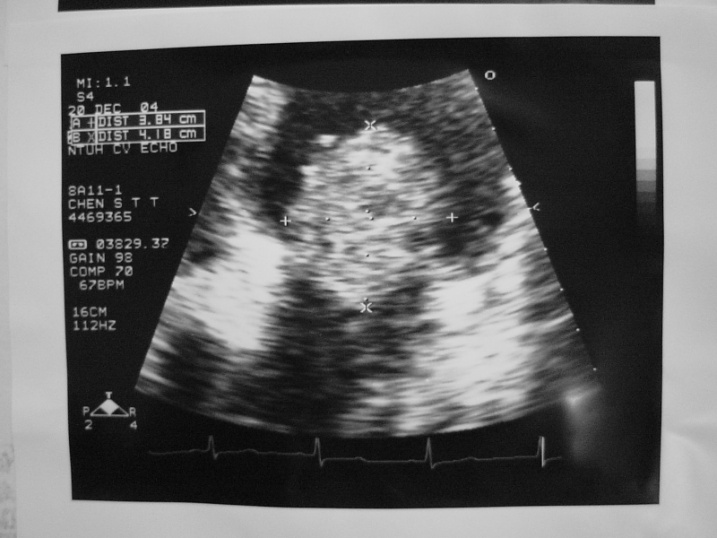 MI:1.1
S4
20 DEC 04
A + DIST 3.84 cm
B X DIST 4.18 cm
NTUH CV ECHO
8A11-1
CHEN S T T
4469365
03829.37
GAIN 98
COMP 70
67BPM
16CM
112HZ
T
P R
2 4